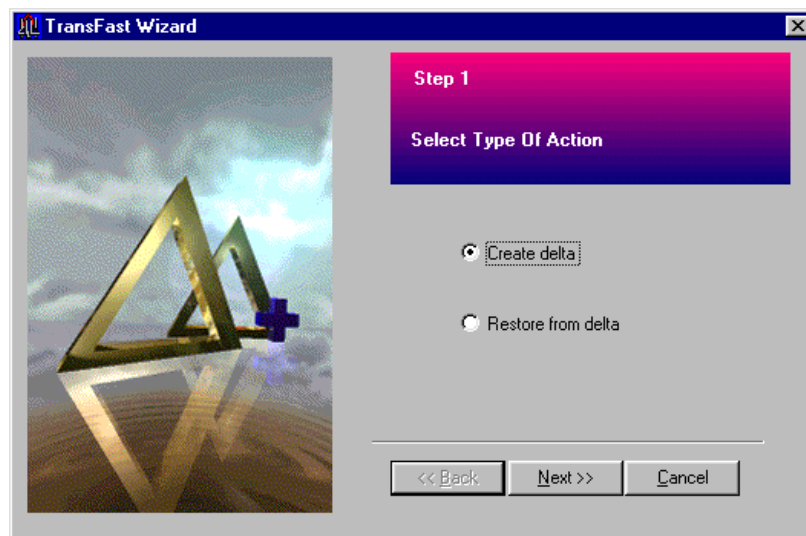 TransFast Wizard
Step 1
Select Type Of Action
Create delta
Restore from delta
<< Back
Next >>
Cancel